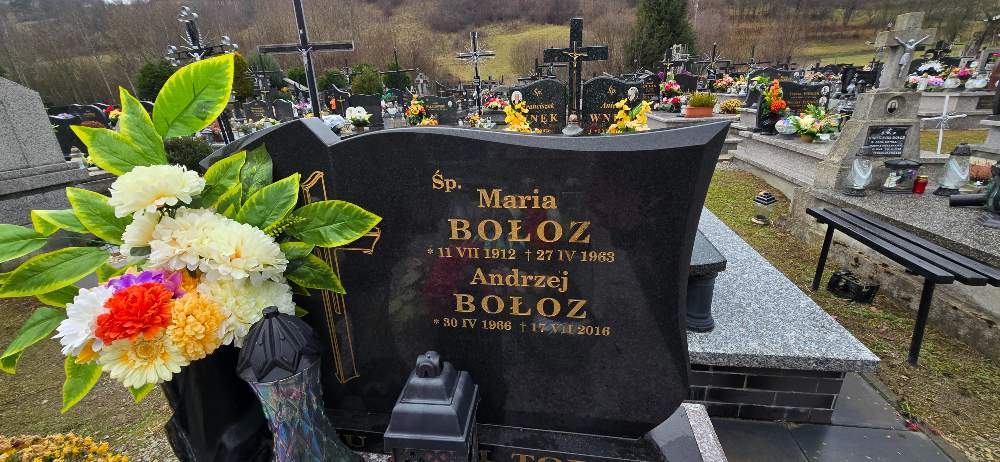 Śp.
Maria
BOŁOZ
* 11 VII 1912 † 27 IV 1963
Andrzej
BOŁOZ
* 30 IV 1966 † 17 VII 2016